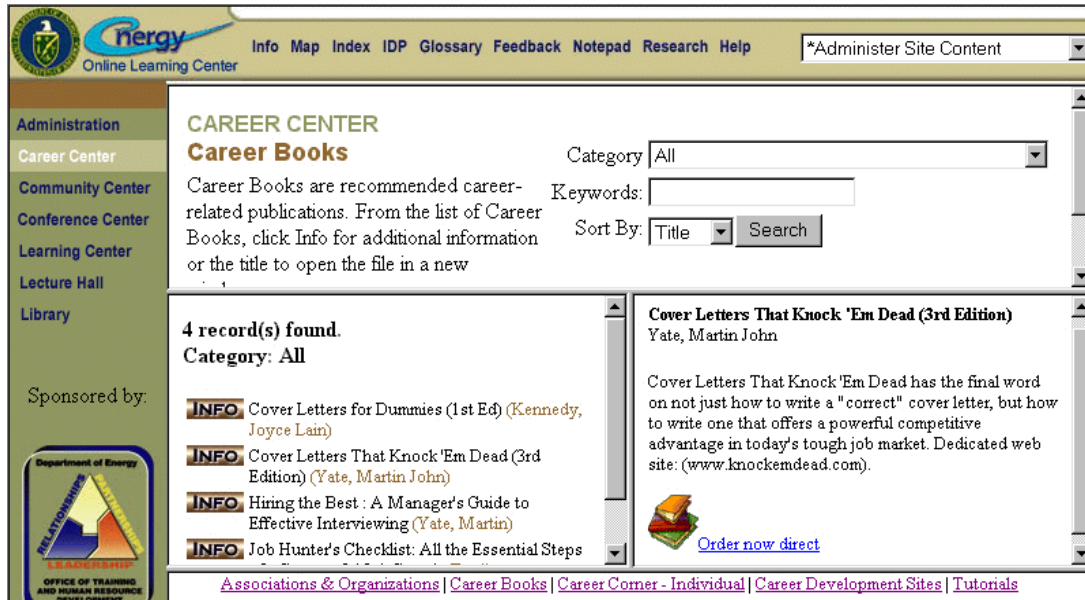 Energy
Online Learning Center
Info Map Index IDP Glossary Feedback Notepad Research Help
*Administer Site Content
Administration
Career Center
Community Center
Conference Center
Learning Center
Lecture Hall
Library
Sponsored by:
Department of Energy
RELATIONSHIPS
PARTNERSHIPS
LEADERSHIP
OFFICE OF TRAINING
AND HUMAN RESOURCE
DEVELOPMENT
CAREER CENTER
Career Books
Career Books are recommended career-
related publications. From the list of Career
Books, click Info for additional information
or the title to open the file in a new
Category All
Keywords:
Sort By: Title Search
4 record(s) found.
Category: All
INFO Cover Letters for Dummies (1st Ed) (Kennedy,
Joyce Lain)
INFO Cover Letters That Knock 'Em Dead (3rd
Edition) (Yate, Martin John)
INFO Hiring the Best : A Manager's Guide to
Effective Interviewing (Yate, Martin)
INFO Job Hunter's Checklist: All the Essential Steps
Cover Letters That Knock 'Em Dead (3rd Edition)
Yate, Martin John
Cover Letters That Knock 'Em Dead has the final word
on not just how to write a "correct" cover letter, but how
to write one that offers a powerful competitive
advantage in today's tough job market. Dedicated web
site: (www.knockemdead.com).
Order now direct
Associations & Organizations | Career Books | Career Corner - Individual | Career Development Sites | Tutorials